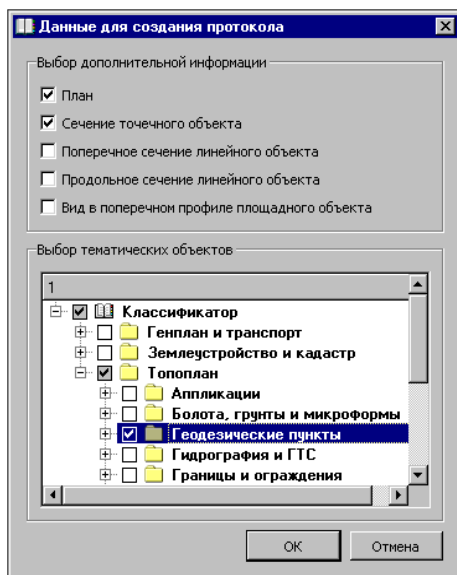 Данные для создания протокола
Выбор дополнительной информации
План
Сечение точечного объекта
Поперечное сечение линейного объекта
Продольное сечение линейного объекта
Вид в поперечном профиле площадного объекта
Выбор тематических объектов
1
Классификатор
Генплан и транспорт
Землеустройство и кадастр
Топоплан
Аппликации
Болота, грунты и микроформы
Геодезические пункты
Гидрография и ГТС
Границы и ограждения
ОК
Отмена